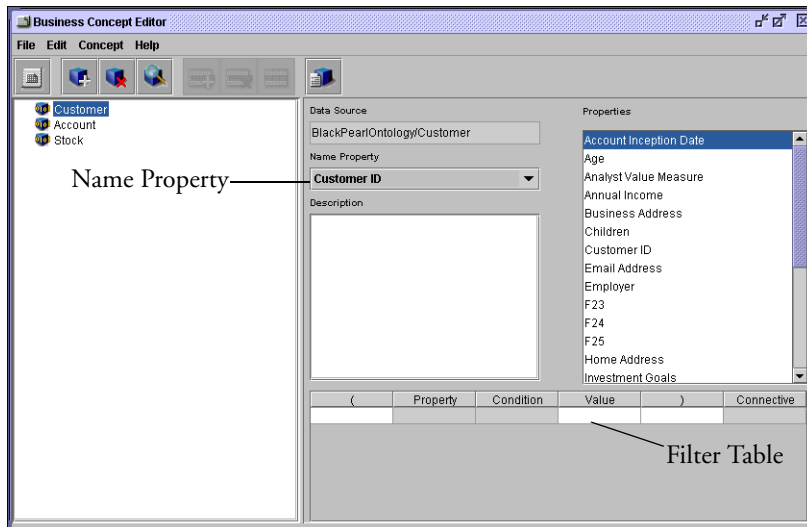 Business Concept Editor
File Edit Concept Help
Customer
Account
Stock
Name Property
Data Source
BlackPearlOntology/Customer
Name Property
Customer ID
Description
Properties
Account Inception Date
Age
Analyst Value Measure
Annual Income
Business Address
Children
Customer ID
Email Address
Employer
F23
F24
F25
Home Address
Investment Goals
( Property Condition Value ) Connective
Filter Table